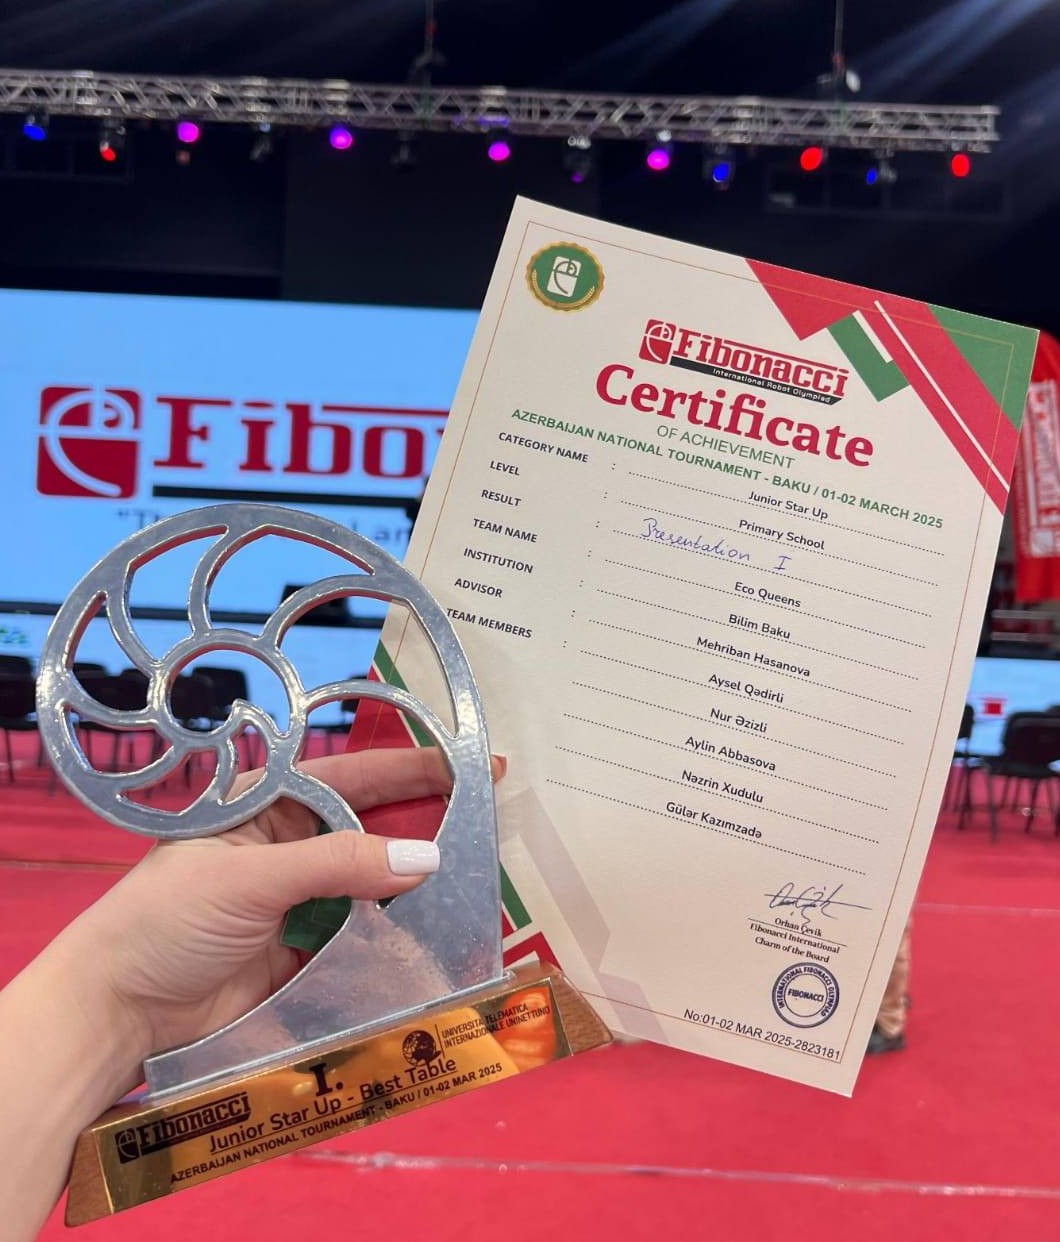 Fibonacci
International Robot Olympiad
Certificate
OF ACHIEVEMENT
AZERBAIJAN NATIONAL TOURNAMENT - BAKU / 01-02 MARCH 2025
CATEGORY NAME : Junior Star Up
LEVEL : Primary School
RESULT : Presentation I
TEAM NAME : Eco Queens
INSTITUTION : Bilim Baku
ADVISOR : Mehriban Hasanova
TEAM MEMBERS : Aysel Qədirli
Nur Əzizli
Aylin Abbasova
Nəzrin Xudulu
Gülər Kazımzadə
Orhan Çevik
Fibonacci International
Charm of the Board
INTERNATIONAL FIBONACCI OLYMPIAD
FIBONACCI
No:01-02 MAR 2025-2823181
Fibo
"Th
UNIVERSITÀ TELEMATICA
INTERNAZIONALE UNINETTUNO
I.
Fibonacci
Junior Star Up - Best Table
AZERBAIJAN NATIONAL TOURNAMENT - BAKU / 01-02 MAR 2025